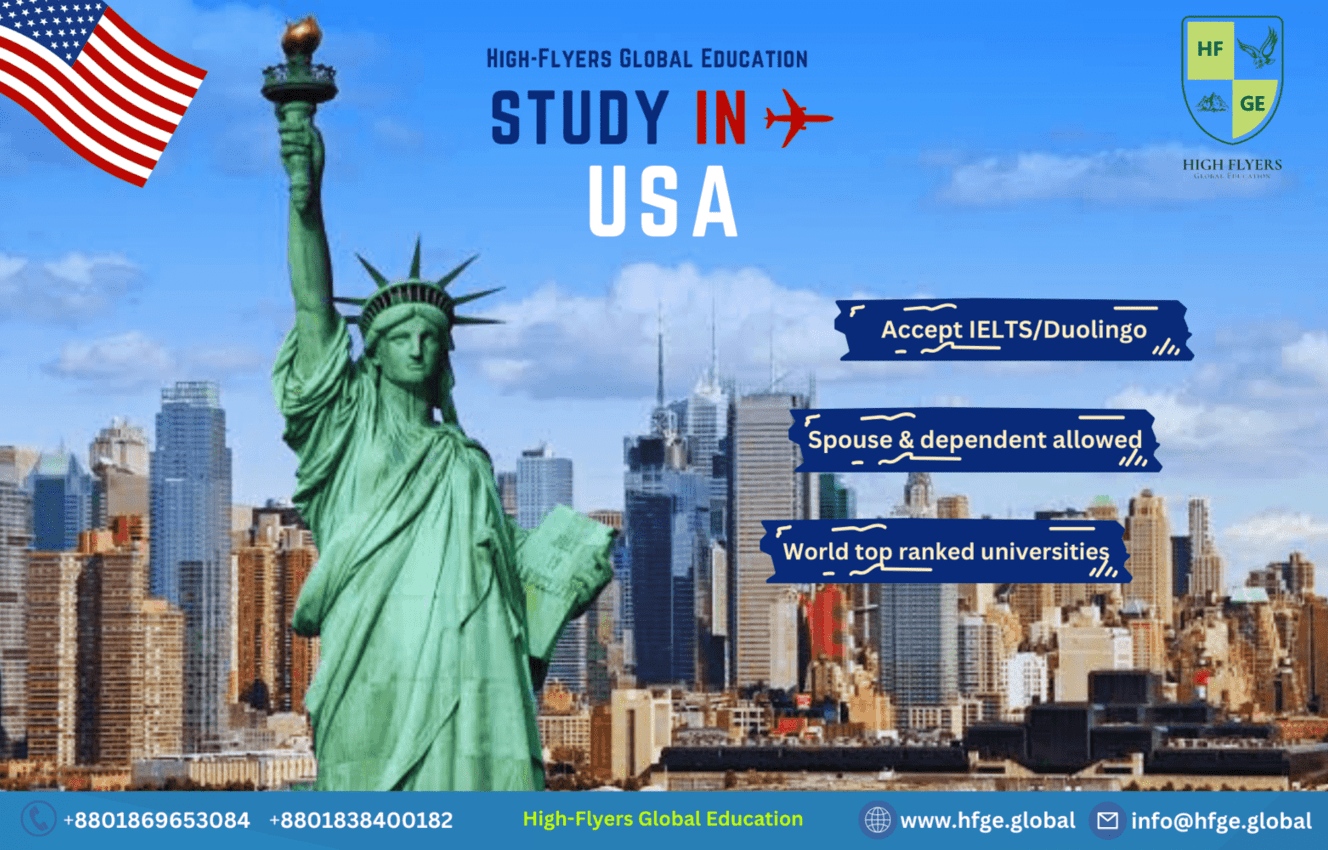 HIGH-FLYERS GLOBAL EDUCATION
STUDY IN
USA
HF
GE
HIGH FLYERS
GLOBAL EDUCATION
Accept IELTS/Duolingo
Spouse & dependent allowed
World top ranked universities
+8801869653084 +8801838400182 High-Flyers Global Education www.hfge.global info@hfge.global